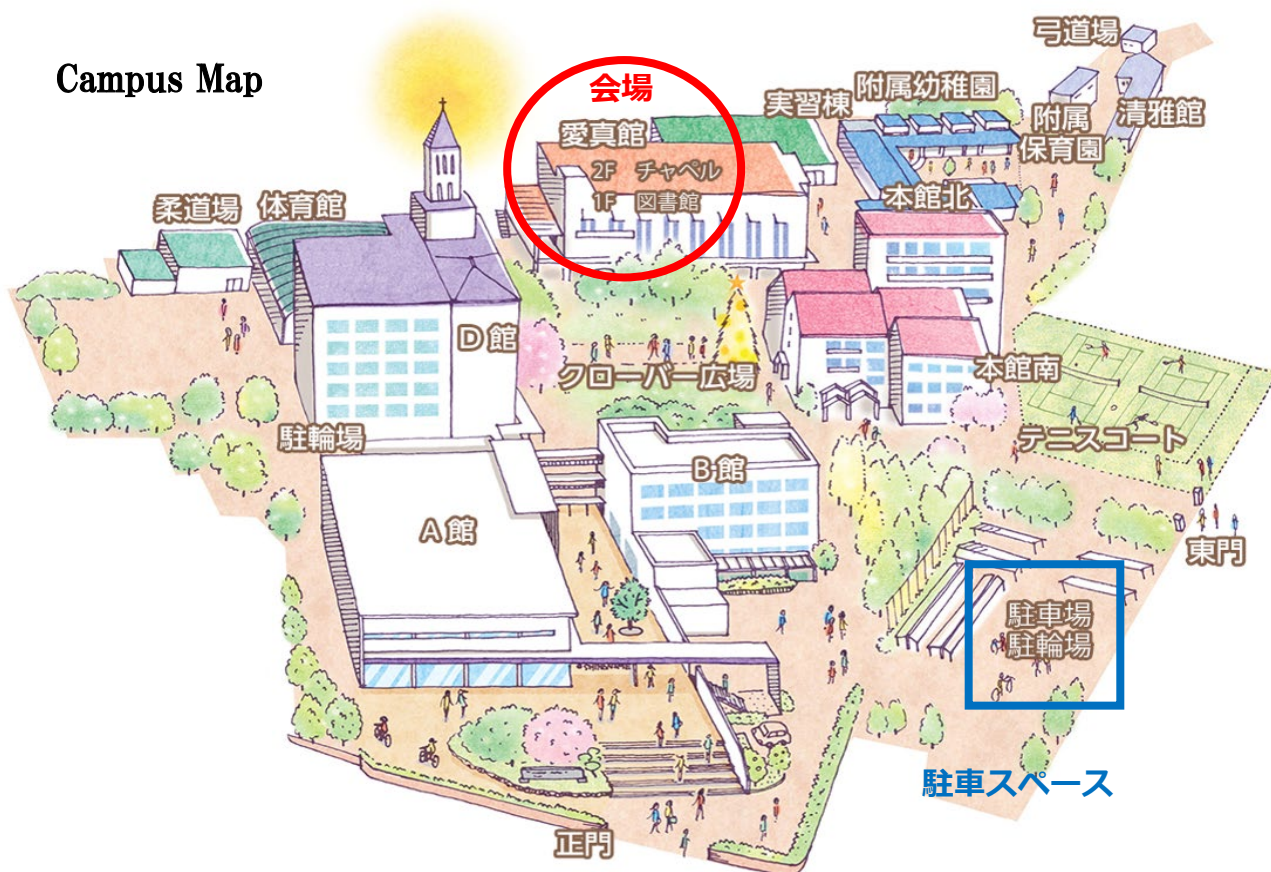 Campus Map
弓道場
会場
附属幼稚園
実習棟
清雅館
附属
保育園
愛真館
2F チャペル
1F 図書館
本館北
柔道場
体育館
D館
クローバー広場
本館南
駐輪場
テニスコート
B館
A館
東門
駐車場
駐輪場
駐車スペース
正門